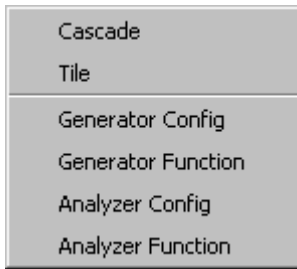 Cascade
Tile
Generator Config
Generator Function
Analyzer Config
Analyzer Function